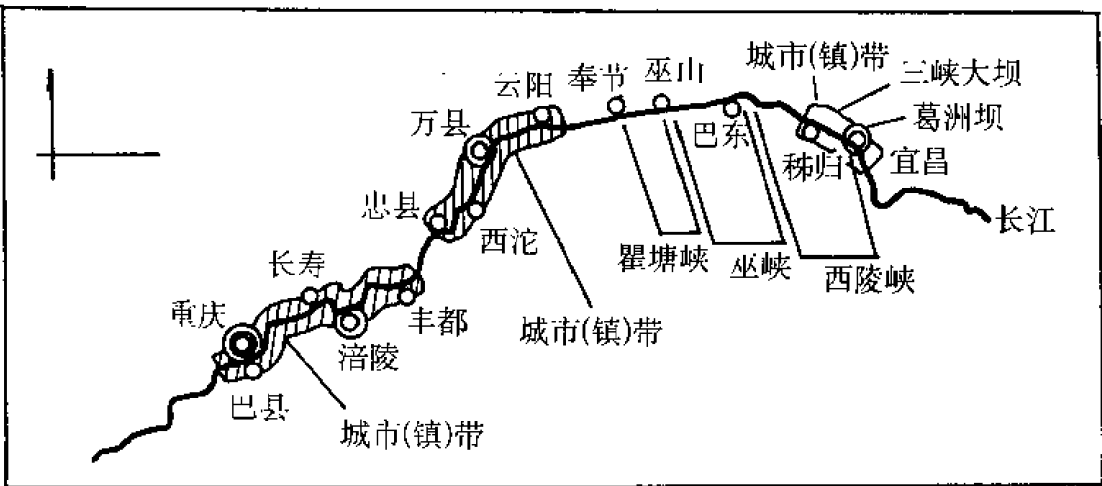 城市(镇)带
三峡大坝
云阳
奉节
巫山
万县
巴东
葛洲坝
秭归
宜昌
忠县
西沱
长江
瞿塘峡
巫峡
西陵峡
长寿
重庆
丰都
城市(镇)带
涪陵
巴县
城市(镇)带